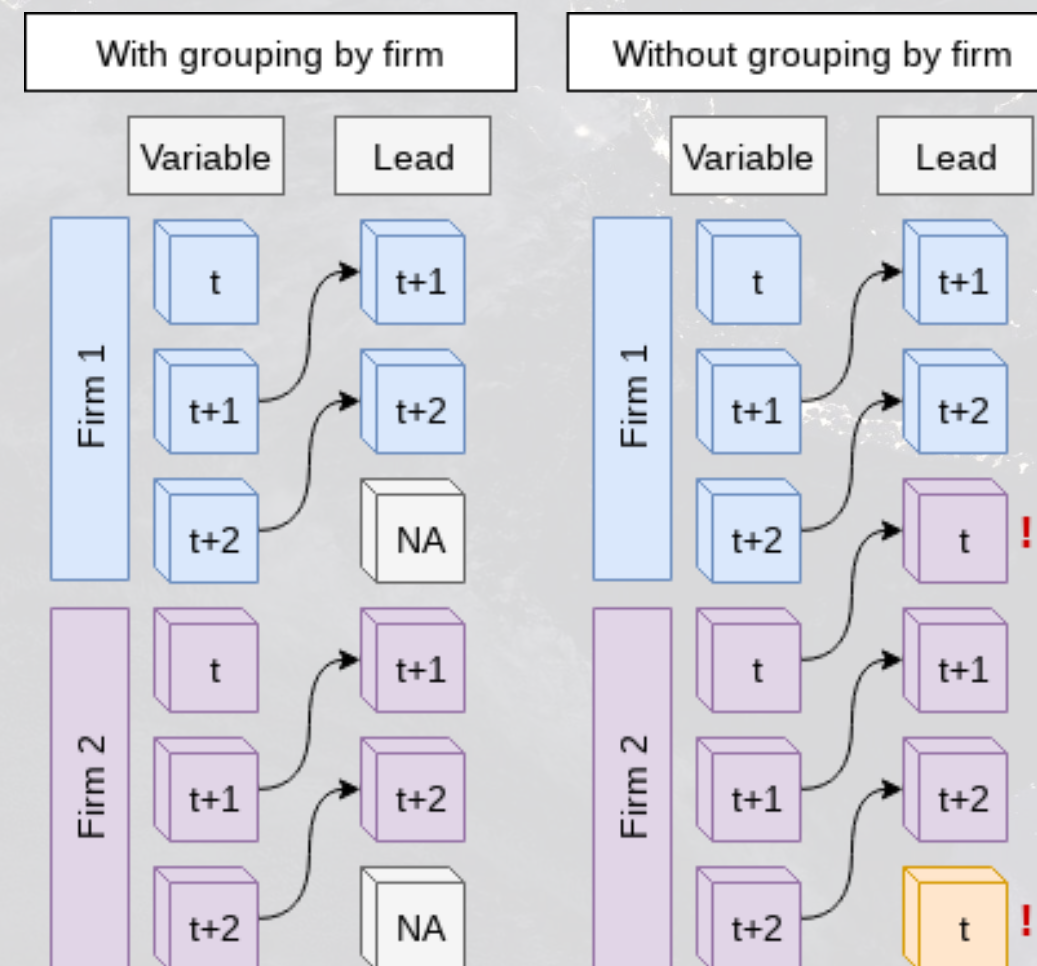 With grouping by firm
Variable Lead
Firm 1
t t+1
t+1 t+2
t+2 NA
Firm 2
t t+1
t+1 t+2
t+2 NA
Without grouping by firm
Variable Lead
Firm 1
t t+1
t+1 t+2
t+2 t !
Firm 2
t t+1
t+1 t+2
t+2 t !